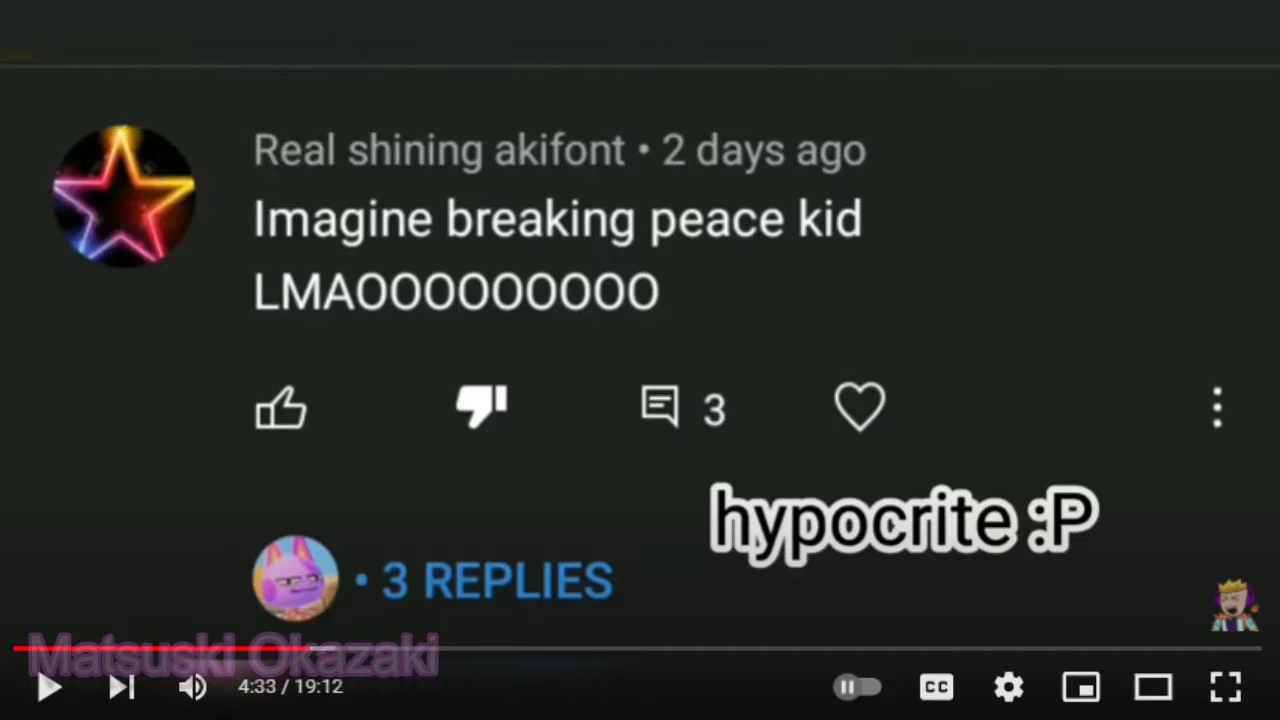 Real shining akifont • 2 days ago
Imagine breaking peace kid
LMAOOOOOOOOO
3
hypocrite :P
• 3 REPLIES
Matsuski Okazaki
4:33 / 19:12
CC